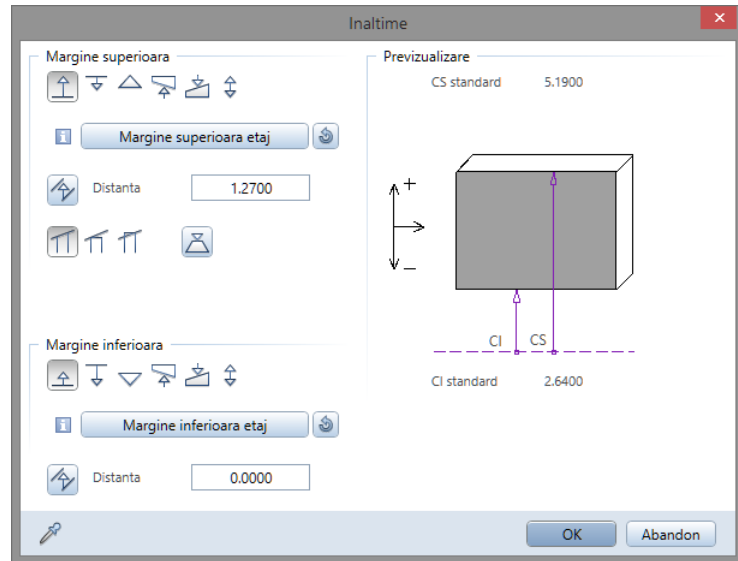 Inaltime
Margine superioara
Margine superioara etaj
Distanta 1.2700
Margine inferioara
Margine inferioara etaj
Distanta 0.0000
Previzualizare
CS standard 5.1900
+
–
CI CS
CI standard 2.6400
OK Abandon